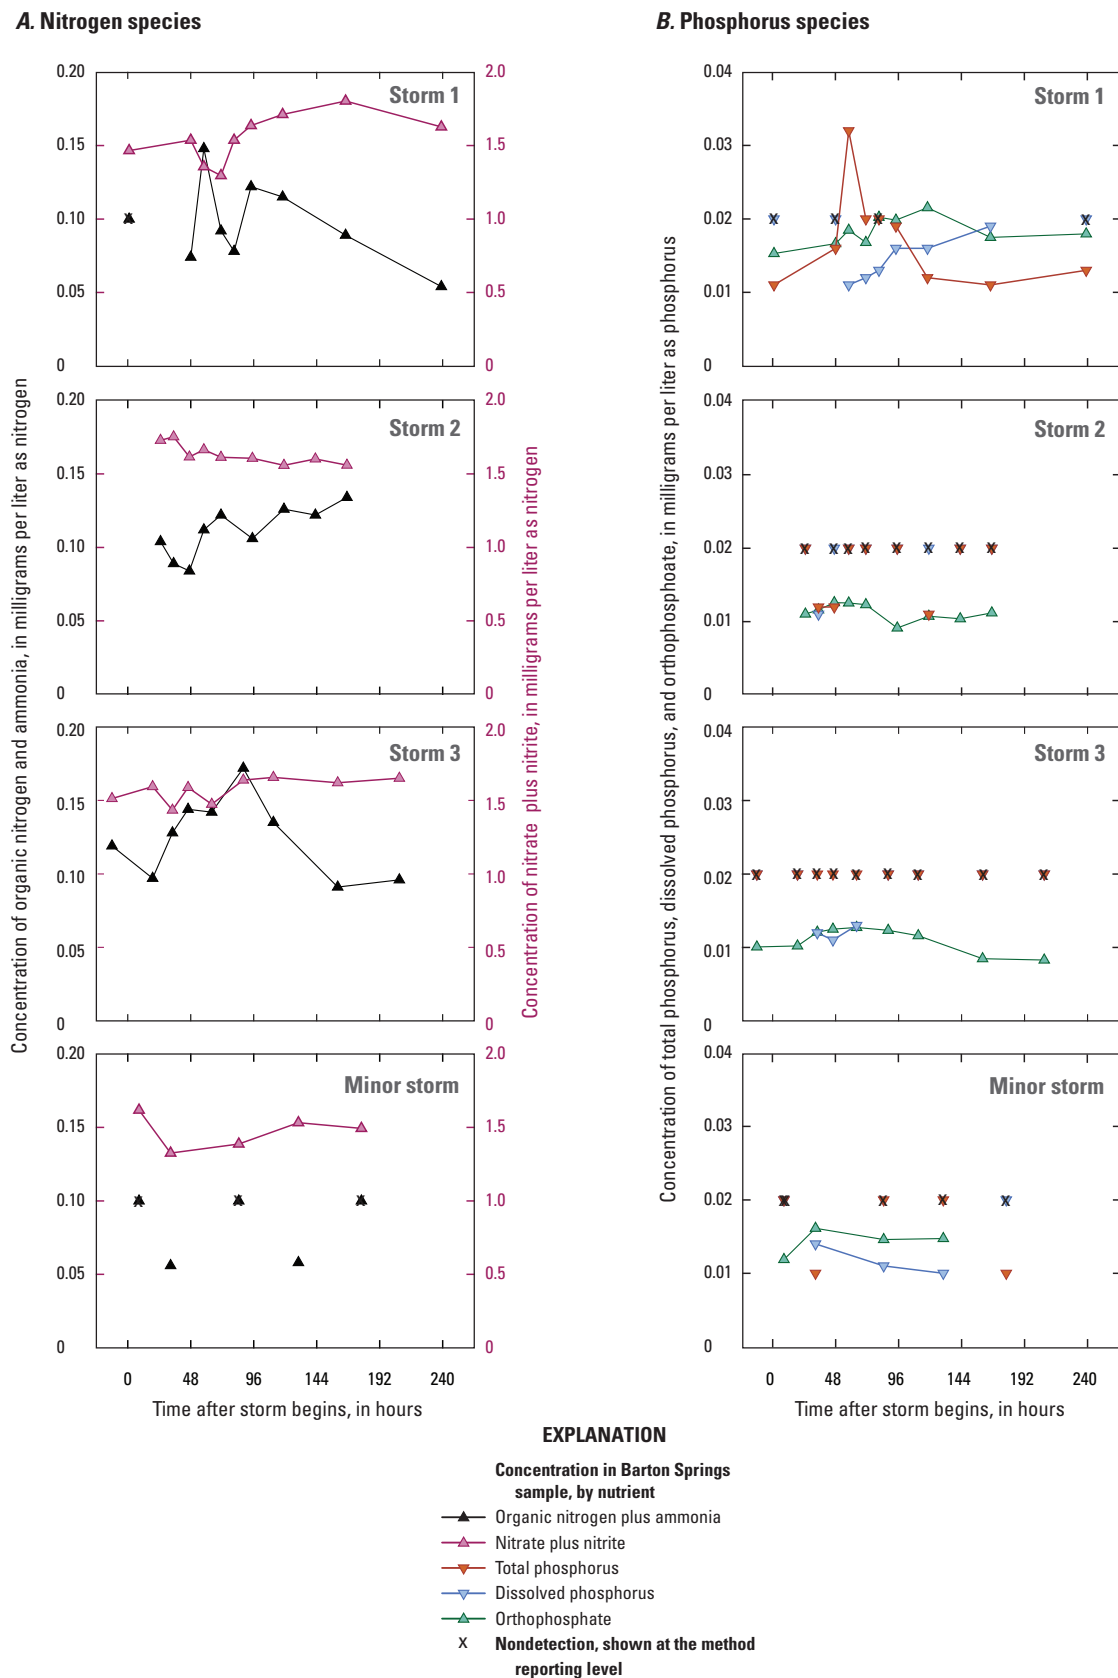 A. Nitrogen species
B. Phosphorus species
Concentration of organic nitrogen and ammonia, in milligrams per liter as nitrogen
0.20
0.15
0.10
0.05
0
Storm 1
2.0
1.5
1.0
0.5
0
0.20
0.15
0.10
0.05
0
Storm 2
2.0
1.5
1.0
0.5
0
0.20
0.15
0.10
0.05
0
Storm 3
2.0
1.5
1.0
0.5
0
0.20
0.15
0.10
0.05
0
Minor storm
2.0
1.5
1.0
0.5
0
Concentration of nitrate plus nitrite, in milligrams per liter as nitrogen
0 48 96 144 192 240
Time after storm begins, in hours
Concentration of total phosphorus, dissolved phosphorus, and orthophosphoate, in milligrams per liter as phosphorus
0.04
0.03
0.02
0.01
0
Storm 1
0.04
0.03
0.02
0.01
0
Storm 2
0.04
0.03
0.02
0.01
0
Storm 3
0.04
0.03
0.02
0.01
0
Minor storm
0 48 96 144 192 240
Time after storm begins, in hours
EXPLANATION
Concentration in Barton Springs
sample, by nutrient
Organic nitrogen plus ammonia
Nitrate plus nitrite
Total phosphorus
Dissolved phosphorus
Orthophosphate
X Nondetection, shown at the method
reporting level